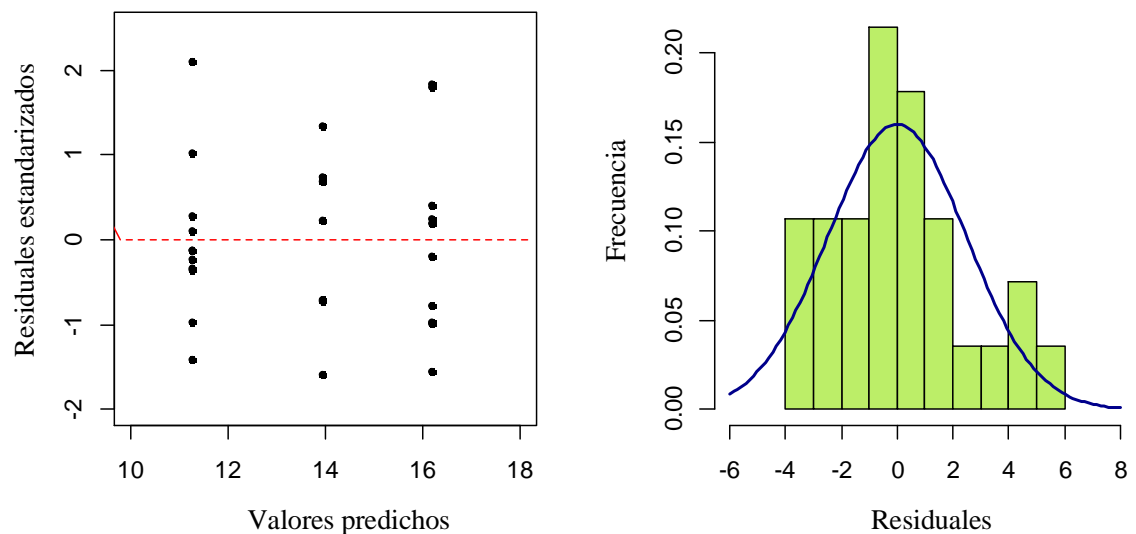 Residuales estandarizados
2
1
0
-1
-2
10 12 14 16 18
Valores predichos
Frecuencia
0.20
0.15
0.10
0.05
0.00
-6 -4 -2 0 2 4 6 8
Residuales